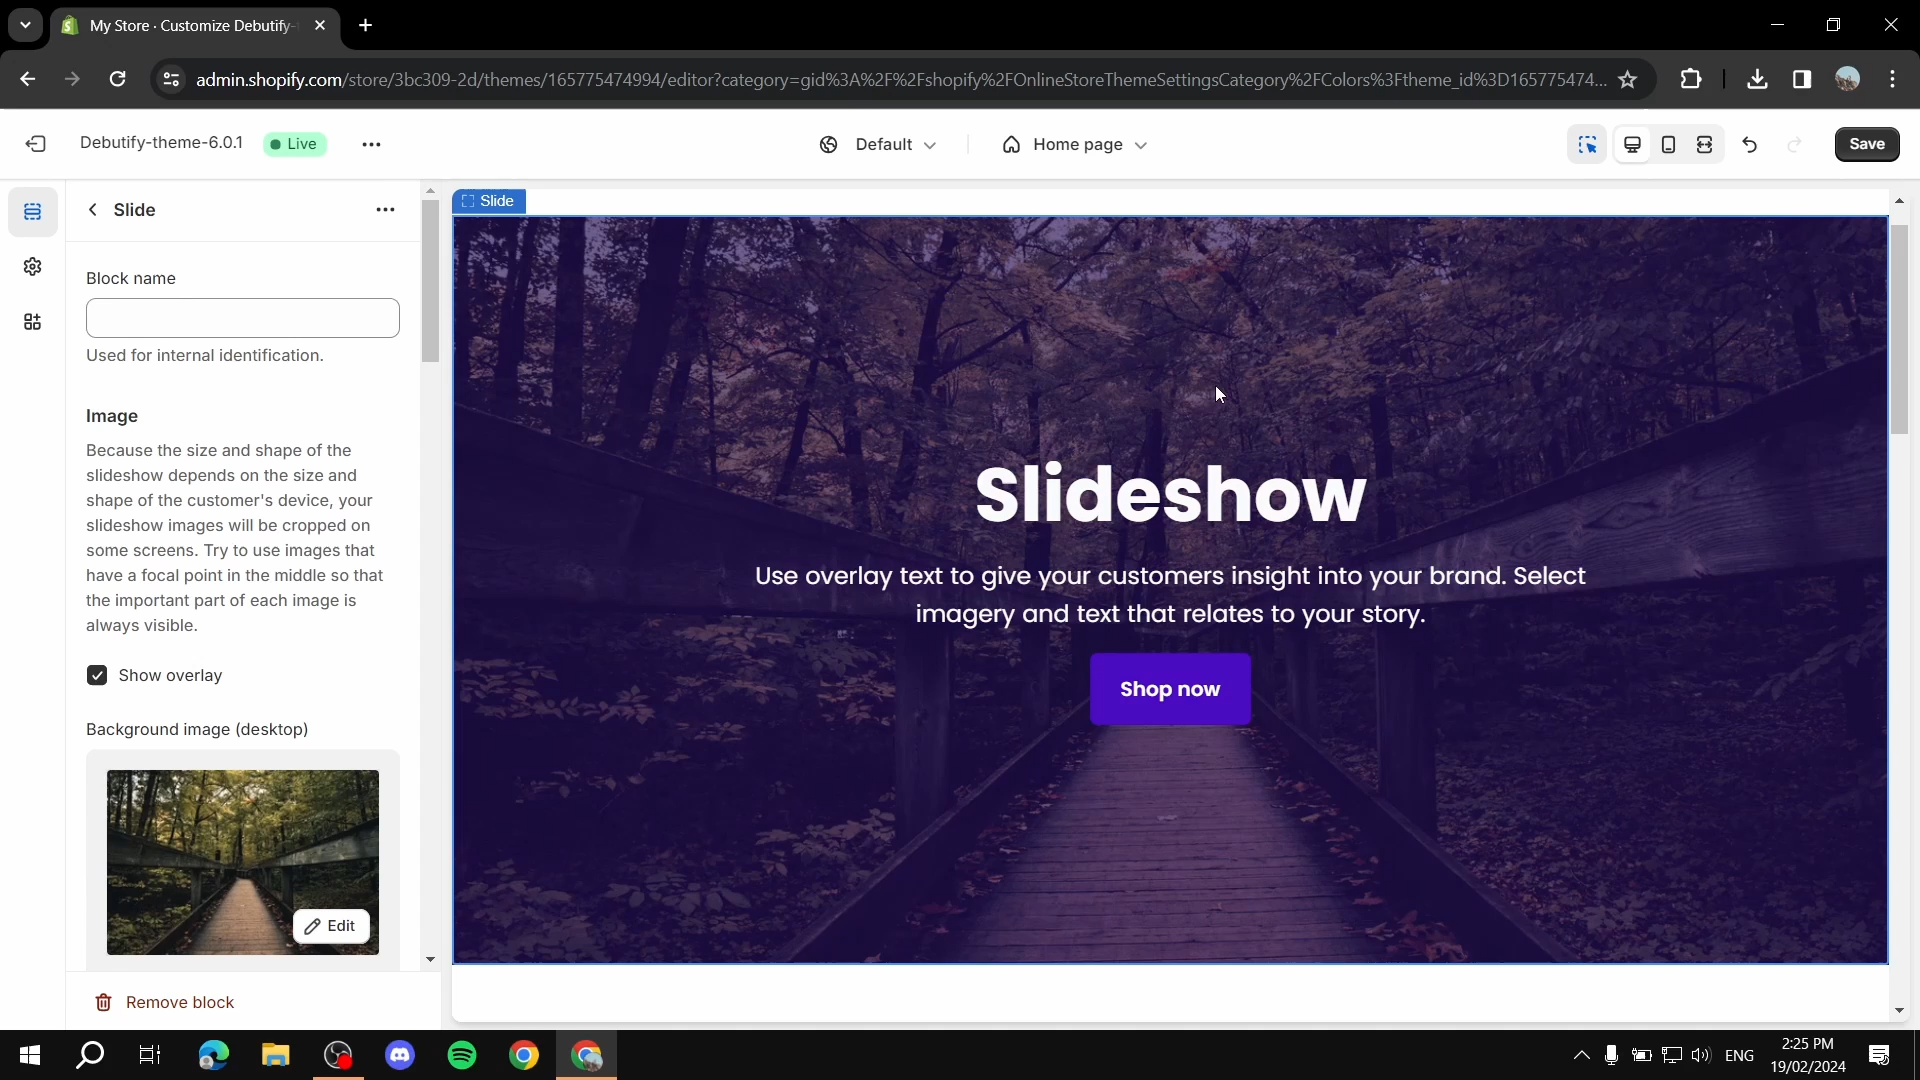 My Store · Customize Debutify-
admin.shopify.com/store/3bc309-2d/themes/165775474994/editor?category=gid%3A%2F%2Fshopify%2FOnlineStoreThemeSettingsCategory%2FColors%3Ftheme_id%3D165775474...
Debutify-theme-6.0.1
Live
Default
Home page
Save
Slide
Slide
Block name
Used for internal identification.
Image
Because the size and shape of the
slideshow depends on the size and
shape of the customer's device, your
slideshow images will be cropped on
some screens. Try to use images that
have a focal point in the middle so that
the important part of each image is
always visible.
Show overlay
Background image (desktop)
Edit
Remove block
Slideshow
Use overlay text to give your customers insight into your brand. Select
imagery and text that relates to your story.
Shop now
ENG
2:25 PM
19/02/2024